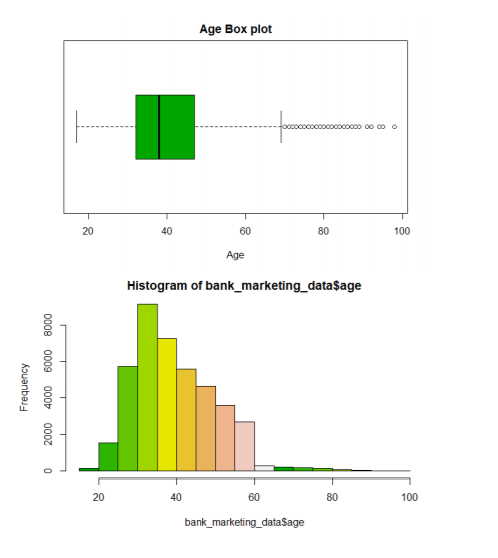 Age Box plot
20 40 60 80 100
Age
Histogram of bank_marketing_data$age
Frequency
8000
6000
4000
2000
0
20 40 60 80 100
bank_marketing_data$age